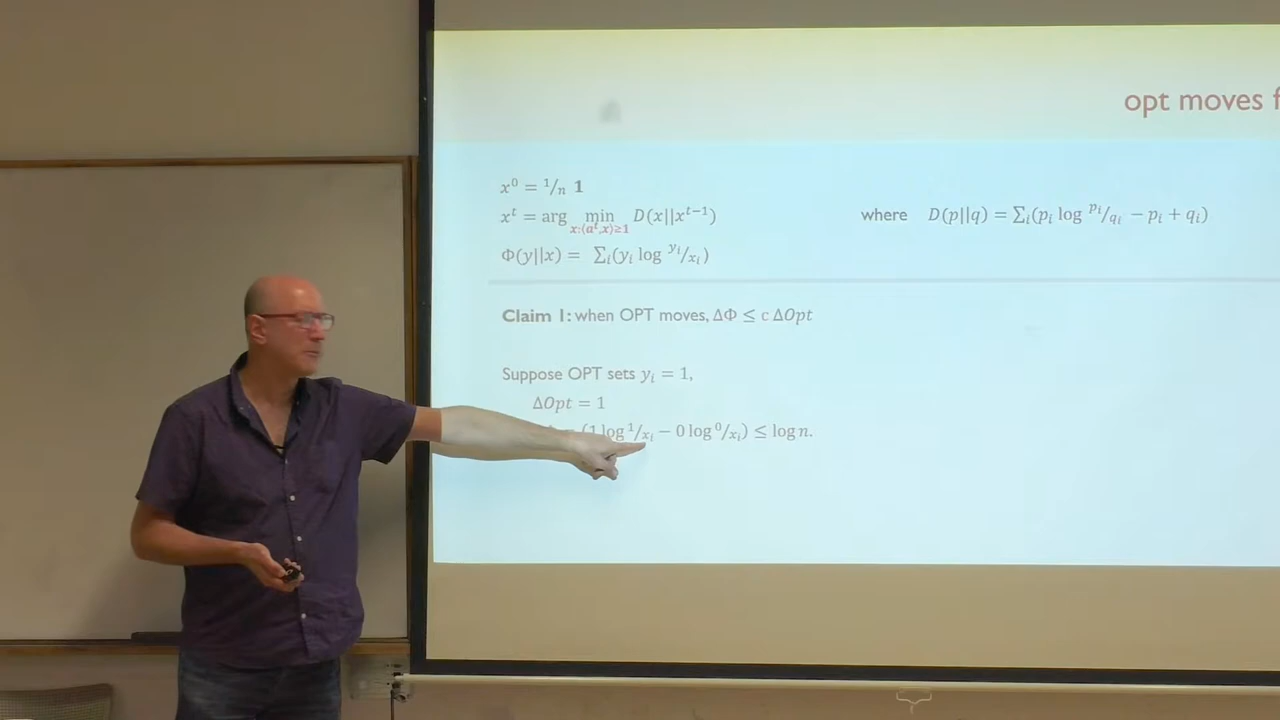 opt moves
x⁰ = ¹/n 𝟏
xᵗ = arg min D(x||xᵗ⁻¹) where D(p||q) = ∑ᵢ(pᵢ log pᵢ/qᵢ − pᵢ + qᵢ)
x:⟨aᵗ,x⟩≥1
Φ(y||x) = ∑ᵢ(yᵢ log yᵢ/xᵢ)
Claim 1: when OPT moves, ΔΦ ≤ c ΔOpt
Suppose OPT sets yᵢ = 1,
ΔOpt = 1
(1 log ¹/xᵢ − 0 log ⁰/xᵢ) ≤ log n.